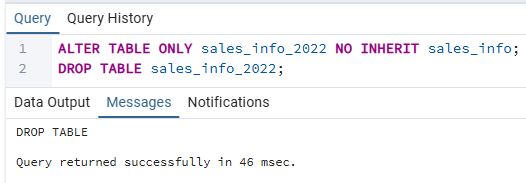 Query Query History
1 ALTER TABLE ONLY sales_info_2022 NO INHERIT sales_info;
2 DROP TABLE sales_info_2022;
Data Output Messages Notifications
DROP TABLE
Query returned successfully in 46 msec.